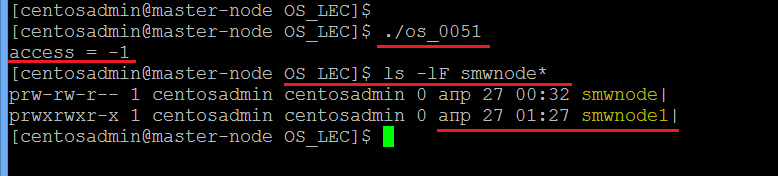 [centosadmin@master-node OS_LEC]$
[centosadmin@master-node OS_LEC]$ ./os_0051
access = -1
[centosadmin@master-node OS_LEC]$ ls -lF smwnode*
prw-rw-r-- 1 centosadmin centosadmin 0 апр 27 00:32 smwnode|
prwxrwxr-x 1 centosadmin centosadmin 0 апр 27 01:27 smwnode1|
[centosadmin@master-node OS_LEC]$